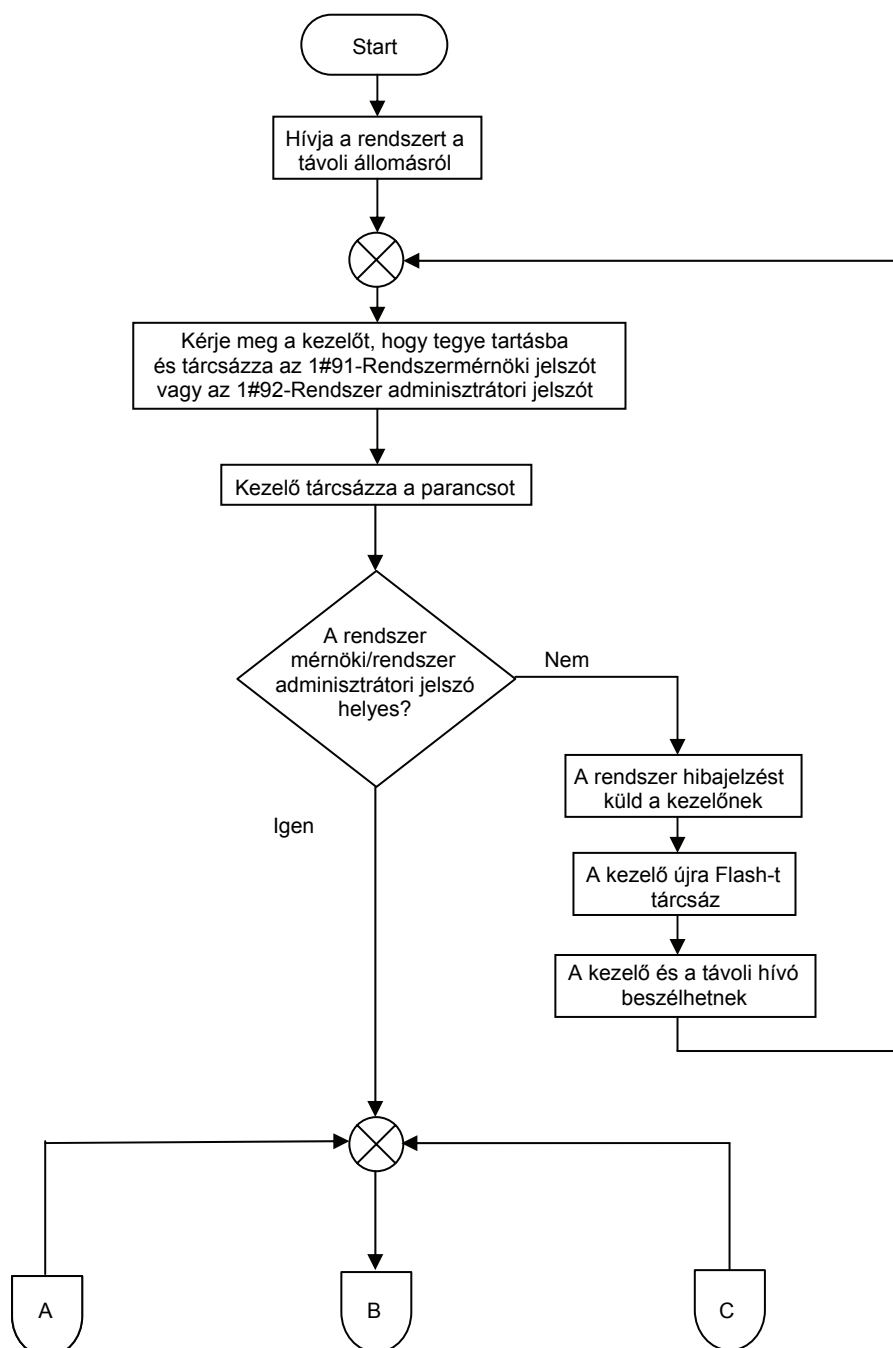 Start
Hívja a rendszert a
távoli állomásról
Kérje meg a kezelőt, hogy tegye tartásba
és tárcsázza az 1#91-Rendszermérnöki jelszót
vagy az 1#92-Rendszer adminisztrátori jelszót
Kezelő tárcsázza a parancsot
A rendszer
mérnöki/rendszer
adminisztrátori jelszó
helyes?
Nem
Igen
A rendszer hibajelzést
küld a kezelőnek
A kezelő újra Flash-t
tárcsáz
A kezelő és a távoli hívó
beszélhetnek
A
B
C